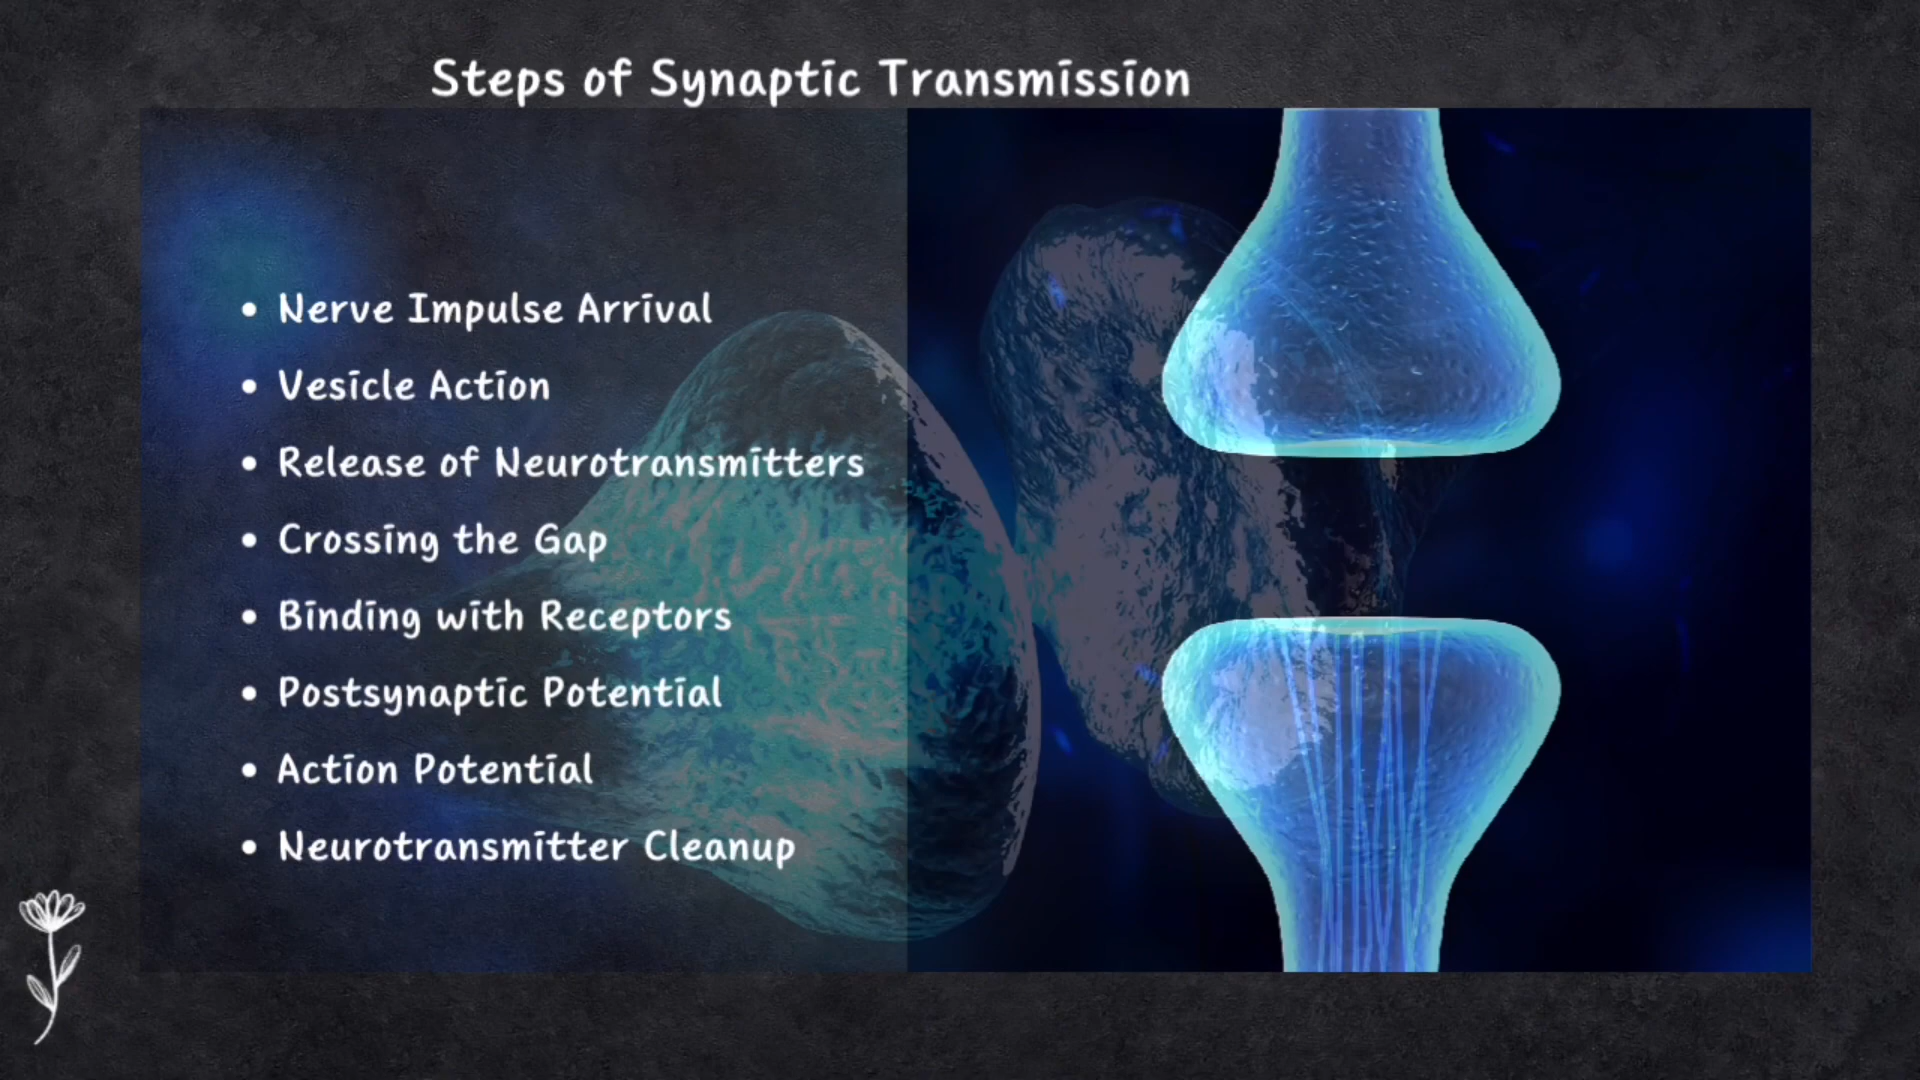 Steps of Synaptic Transmission
• Nerve Impulse Arrival
• Vesicle Action
• Release of Neurotransmitters
• Crossing the Gap
• Binding with Receptors
• Postsynaptic Potential
• Action Potential
• Neurotransmitter Cleanup